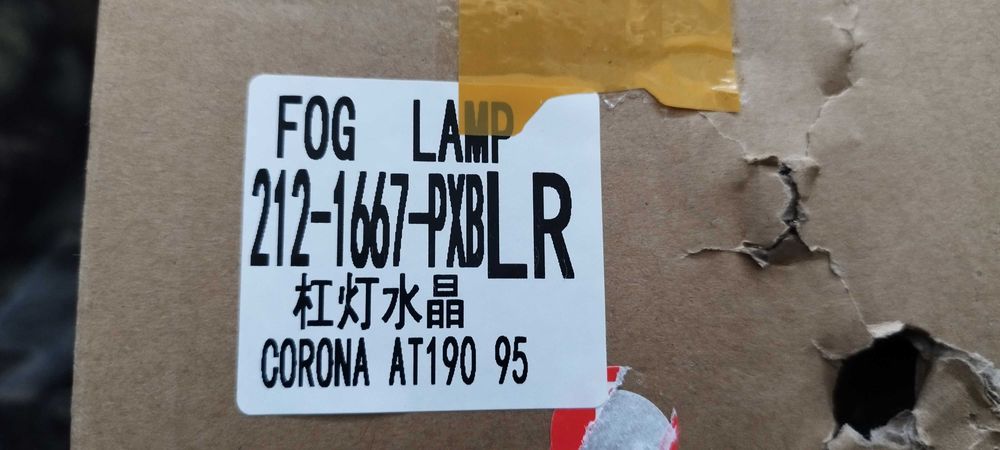 FOG LAMP
212-1667-PXBLR
杠灯水晶
CORONA AT190 95